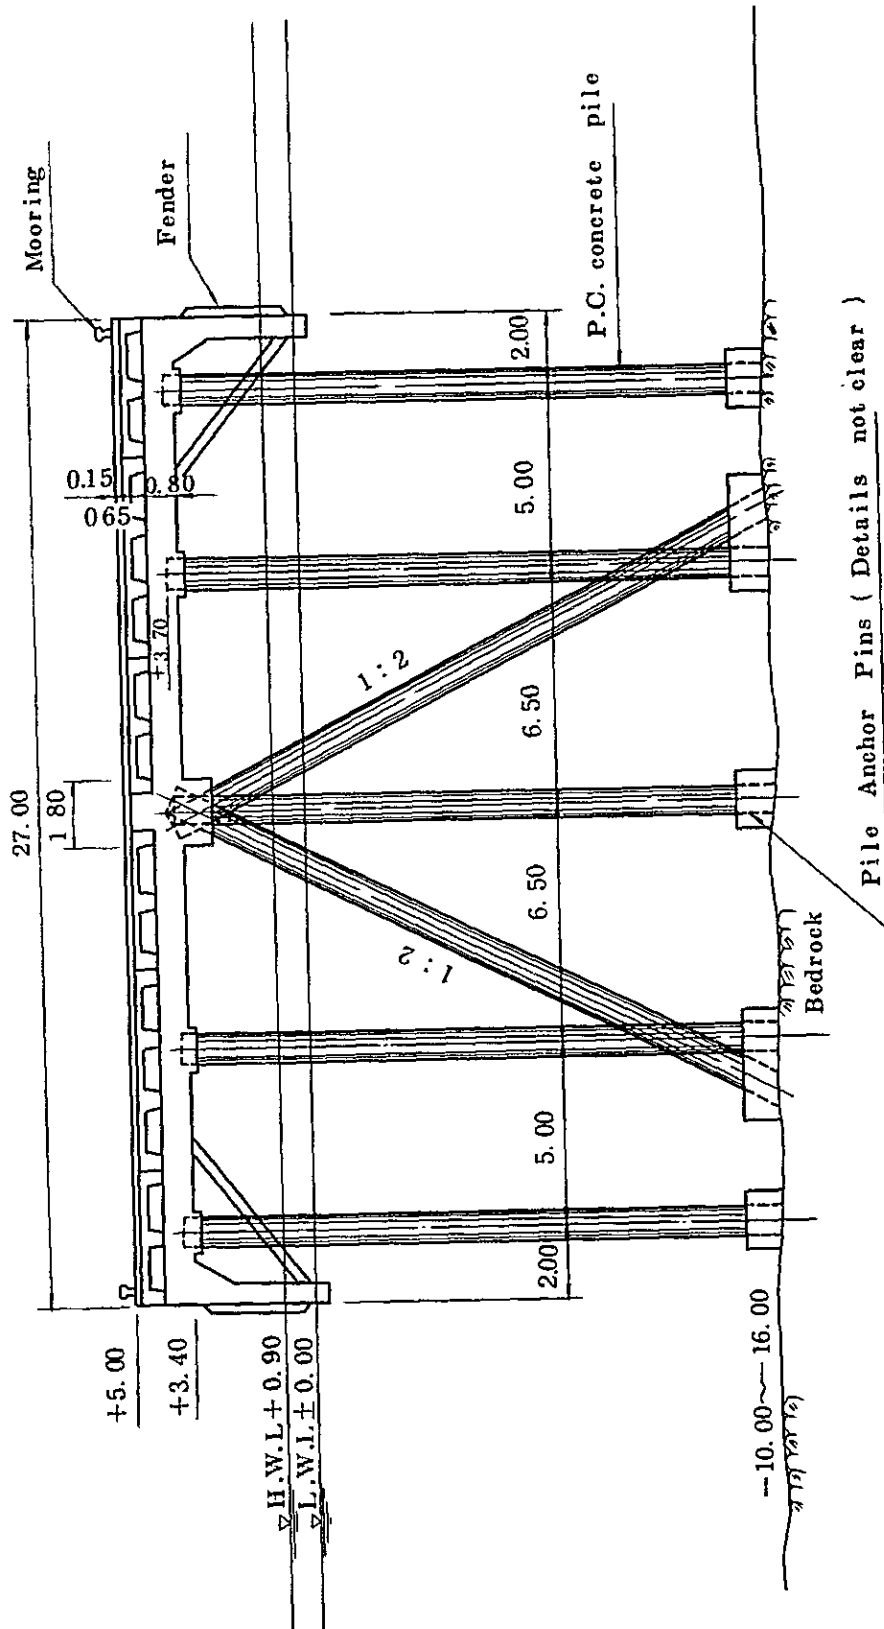 Mooring
Fender
27.00
1 80
0.15
0.80
065
+3.70
+5.00
+3.40
H.W.L+0.90
L.W.L±0.00
1:2
1:2
2.00
5.00
6.50
6.50
5.00
2.00
P.C. concrete pile
Bedrock
−10.00~−16.00
Pile Anchor Pins ( Details not clear )